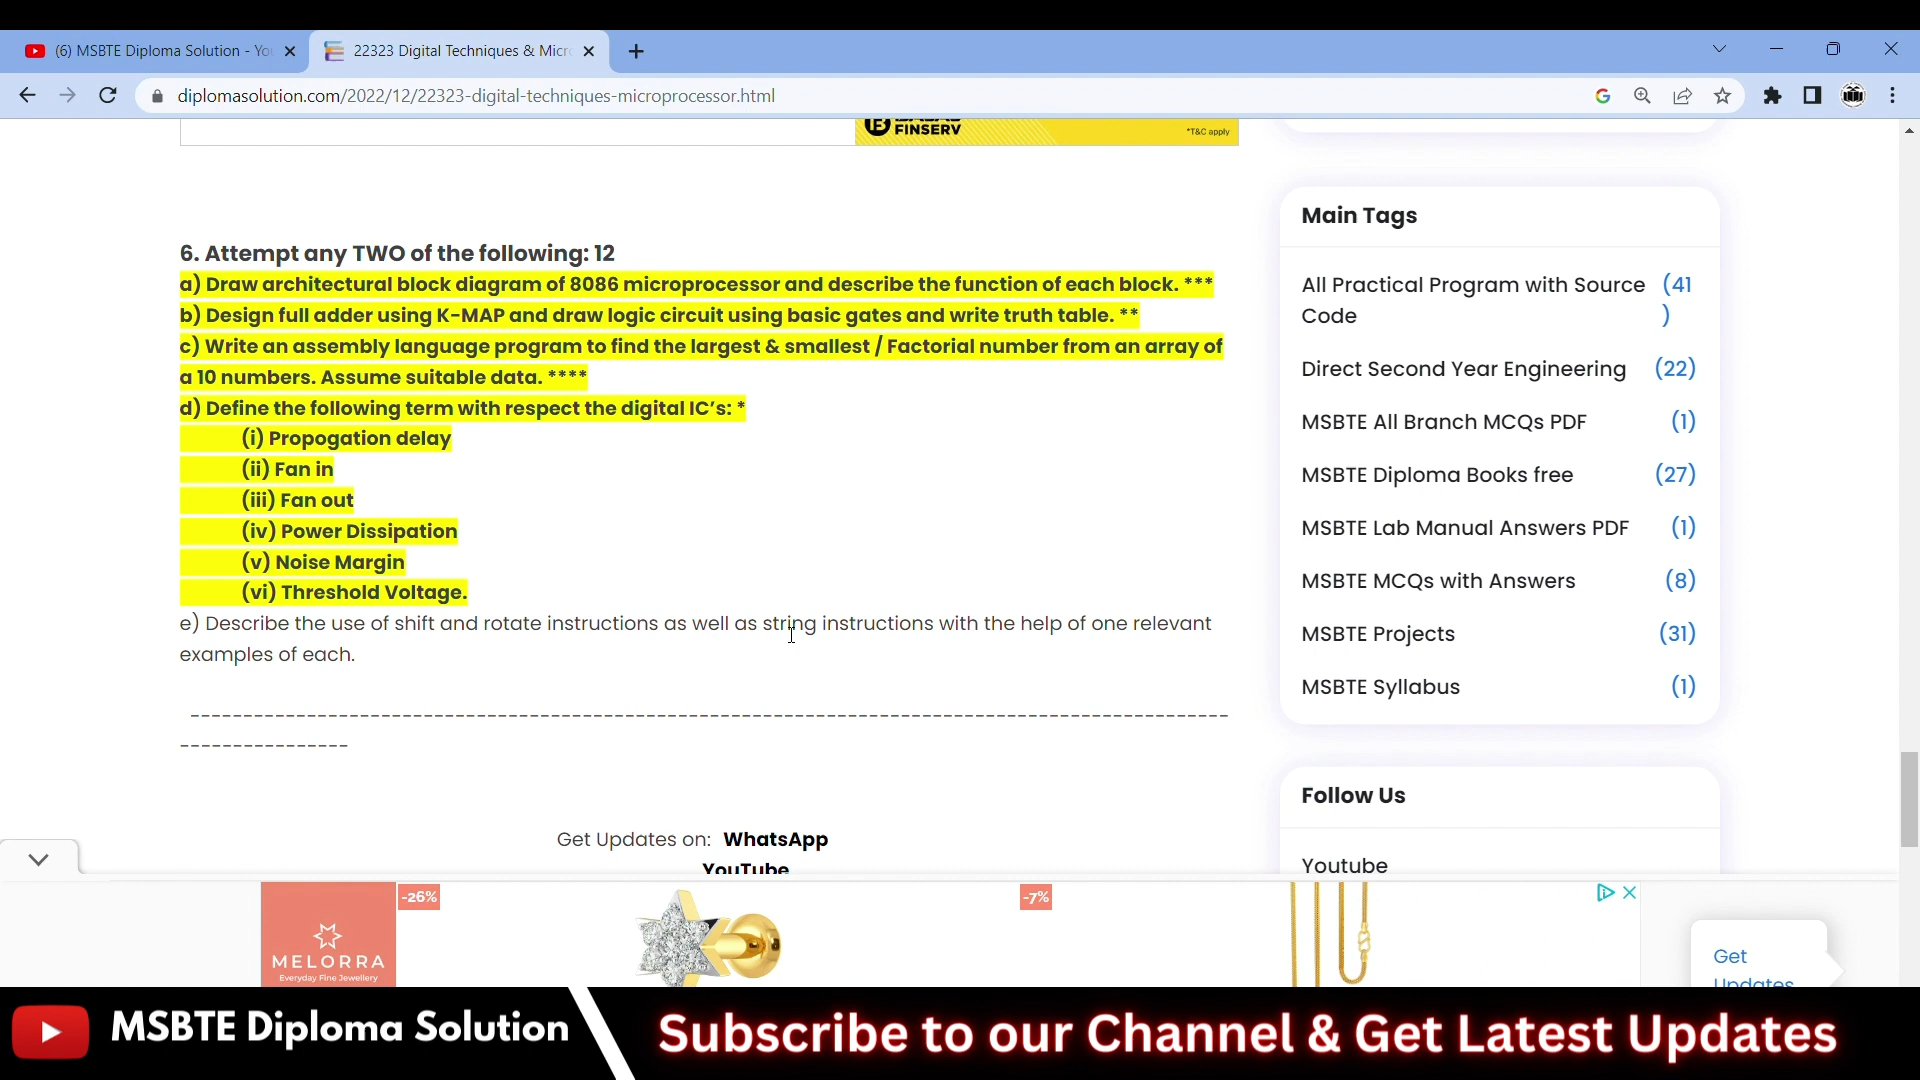 (6) MSBTE Diploma Solution - You
22323 Digital Techniques & Micro
diplomasolution.com/2022/12/22323-digital-techniques-microprocessor.html
FINSERV
*T&C apply
6. Attempt any TWO of the following: 12
a) Draw architectural block diagram of 8086 microprocessor and describe the function of each block. ***
b) Design full adder using K-MAP and draw logic circuit using basic gates and write truth table. **
c) Write an assembly language program to find the largest & smallest / Factorial number from an array of
a 10 numbers. Assume suitable data. ****
d) Define the following term with respect the digital IC's: *
(i) Propogation delay
(ii) Fan in
(iii) Fan out
(iv) Power Dissipation
(v) Noise Margin
(vi) Threshold Voltage.
e) Describe the use of shift and rotate instructions as well as string instructions with the help of one relevant
examples of each.
Get Updates on: WhatsApp
YouTube
Main Tags
All Practical Program with Source Code (41)
Direct Second Year Engineering (22)
MSBTE All Branch MCQs PDF (1)
MSBTE Diploma Books free (27)
MSBTE Lab Manual Answers PDF (1)
MSBTE MCQs with Answers (8)
MSBTE Projects (31)
MSBTE Syllabus (1)
Follow Us
Youtube
-26%
MELORRA
Everyday Fine Jewellery
-7%
Get
Updates
MSBTE Diploma Solution
Subscribe to our Channel & Get Latest Updates